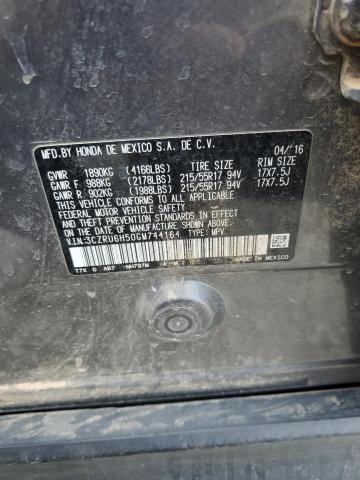 MFD.BY HONDA DE MEXICO S.A. DE C.V. 04/'16
TIRE SIZE RIM SIZE
GVWR 1890KG (4166LBS)
GAWR F 988KG (2178LBS) 215/55R17 94V 17X7.5J
GAWR R 902KG (1988LBS) 215/55R17 94V 17X7.5J
THIS VEHICLE CONFORMS TO ALL APPLICABLE
FEDERAL MOTOR VEHICLE SAFETY, BUMPER,
AND THEFT PREVENTION STANDARDS IN EFFECT
ON THE DATE OF MANUFACTURE SHOWN ABOVE.
V.I.N:3CZRU6H50GM744164 TYPE: MPV
T7X G AB7 NH797M A M Z
MADE IN MEXICO